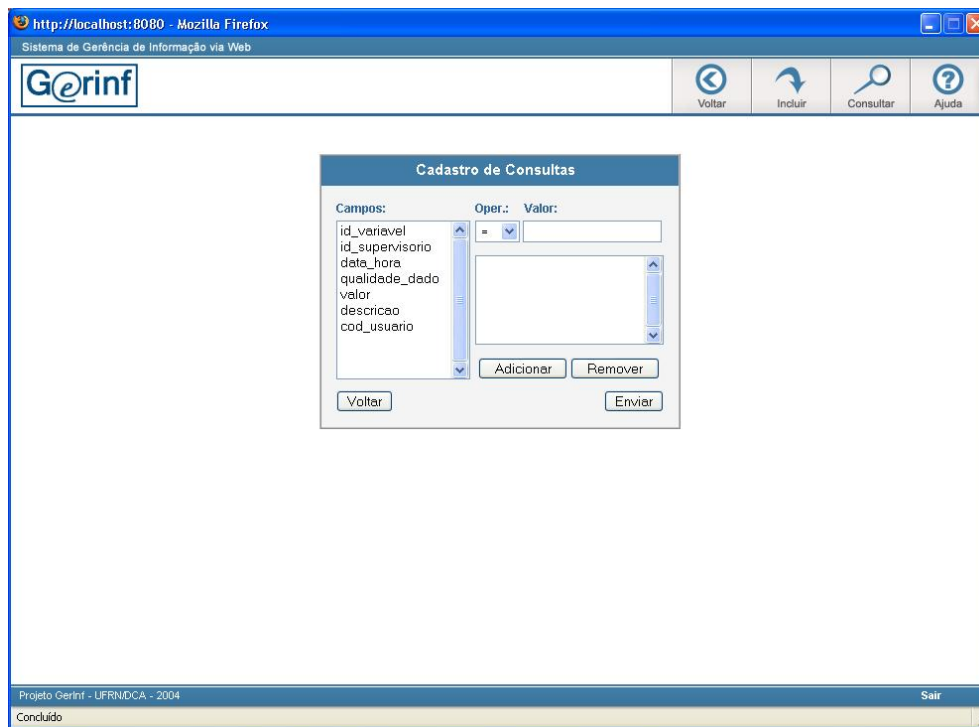 http://localhost:8080 - Mozilla Firefox
Sistema de Gerência de Informação via Web
Gerinf
Voltar Incluir Consultar Ajuda
Cadastro de Consultas
Campos: Oper.: Valor:
id_variavel
=
id_supervisorio
data_hora
qualidade_dado
valor
descricao
cod_usuario
Adicionar Remover
Voltar Enviar
Projeto GerInf - UFRN/DCA - 2004 Sair
Concluído